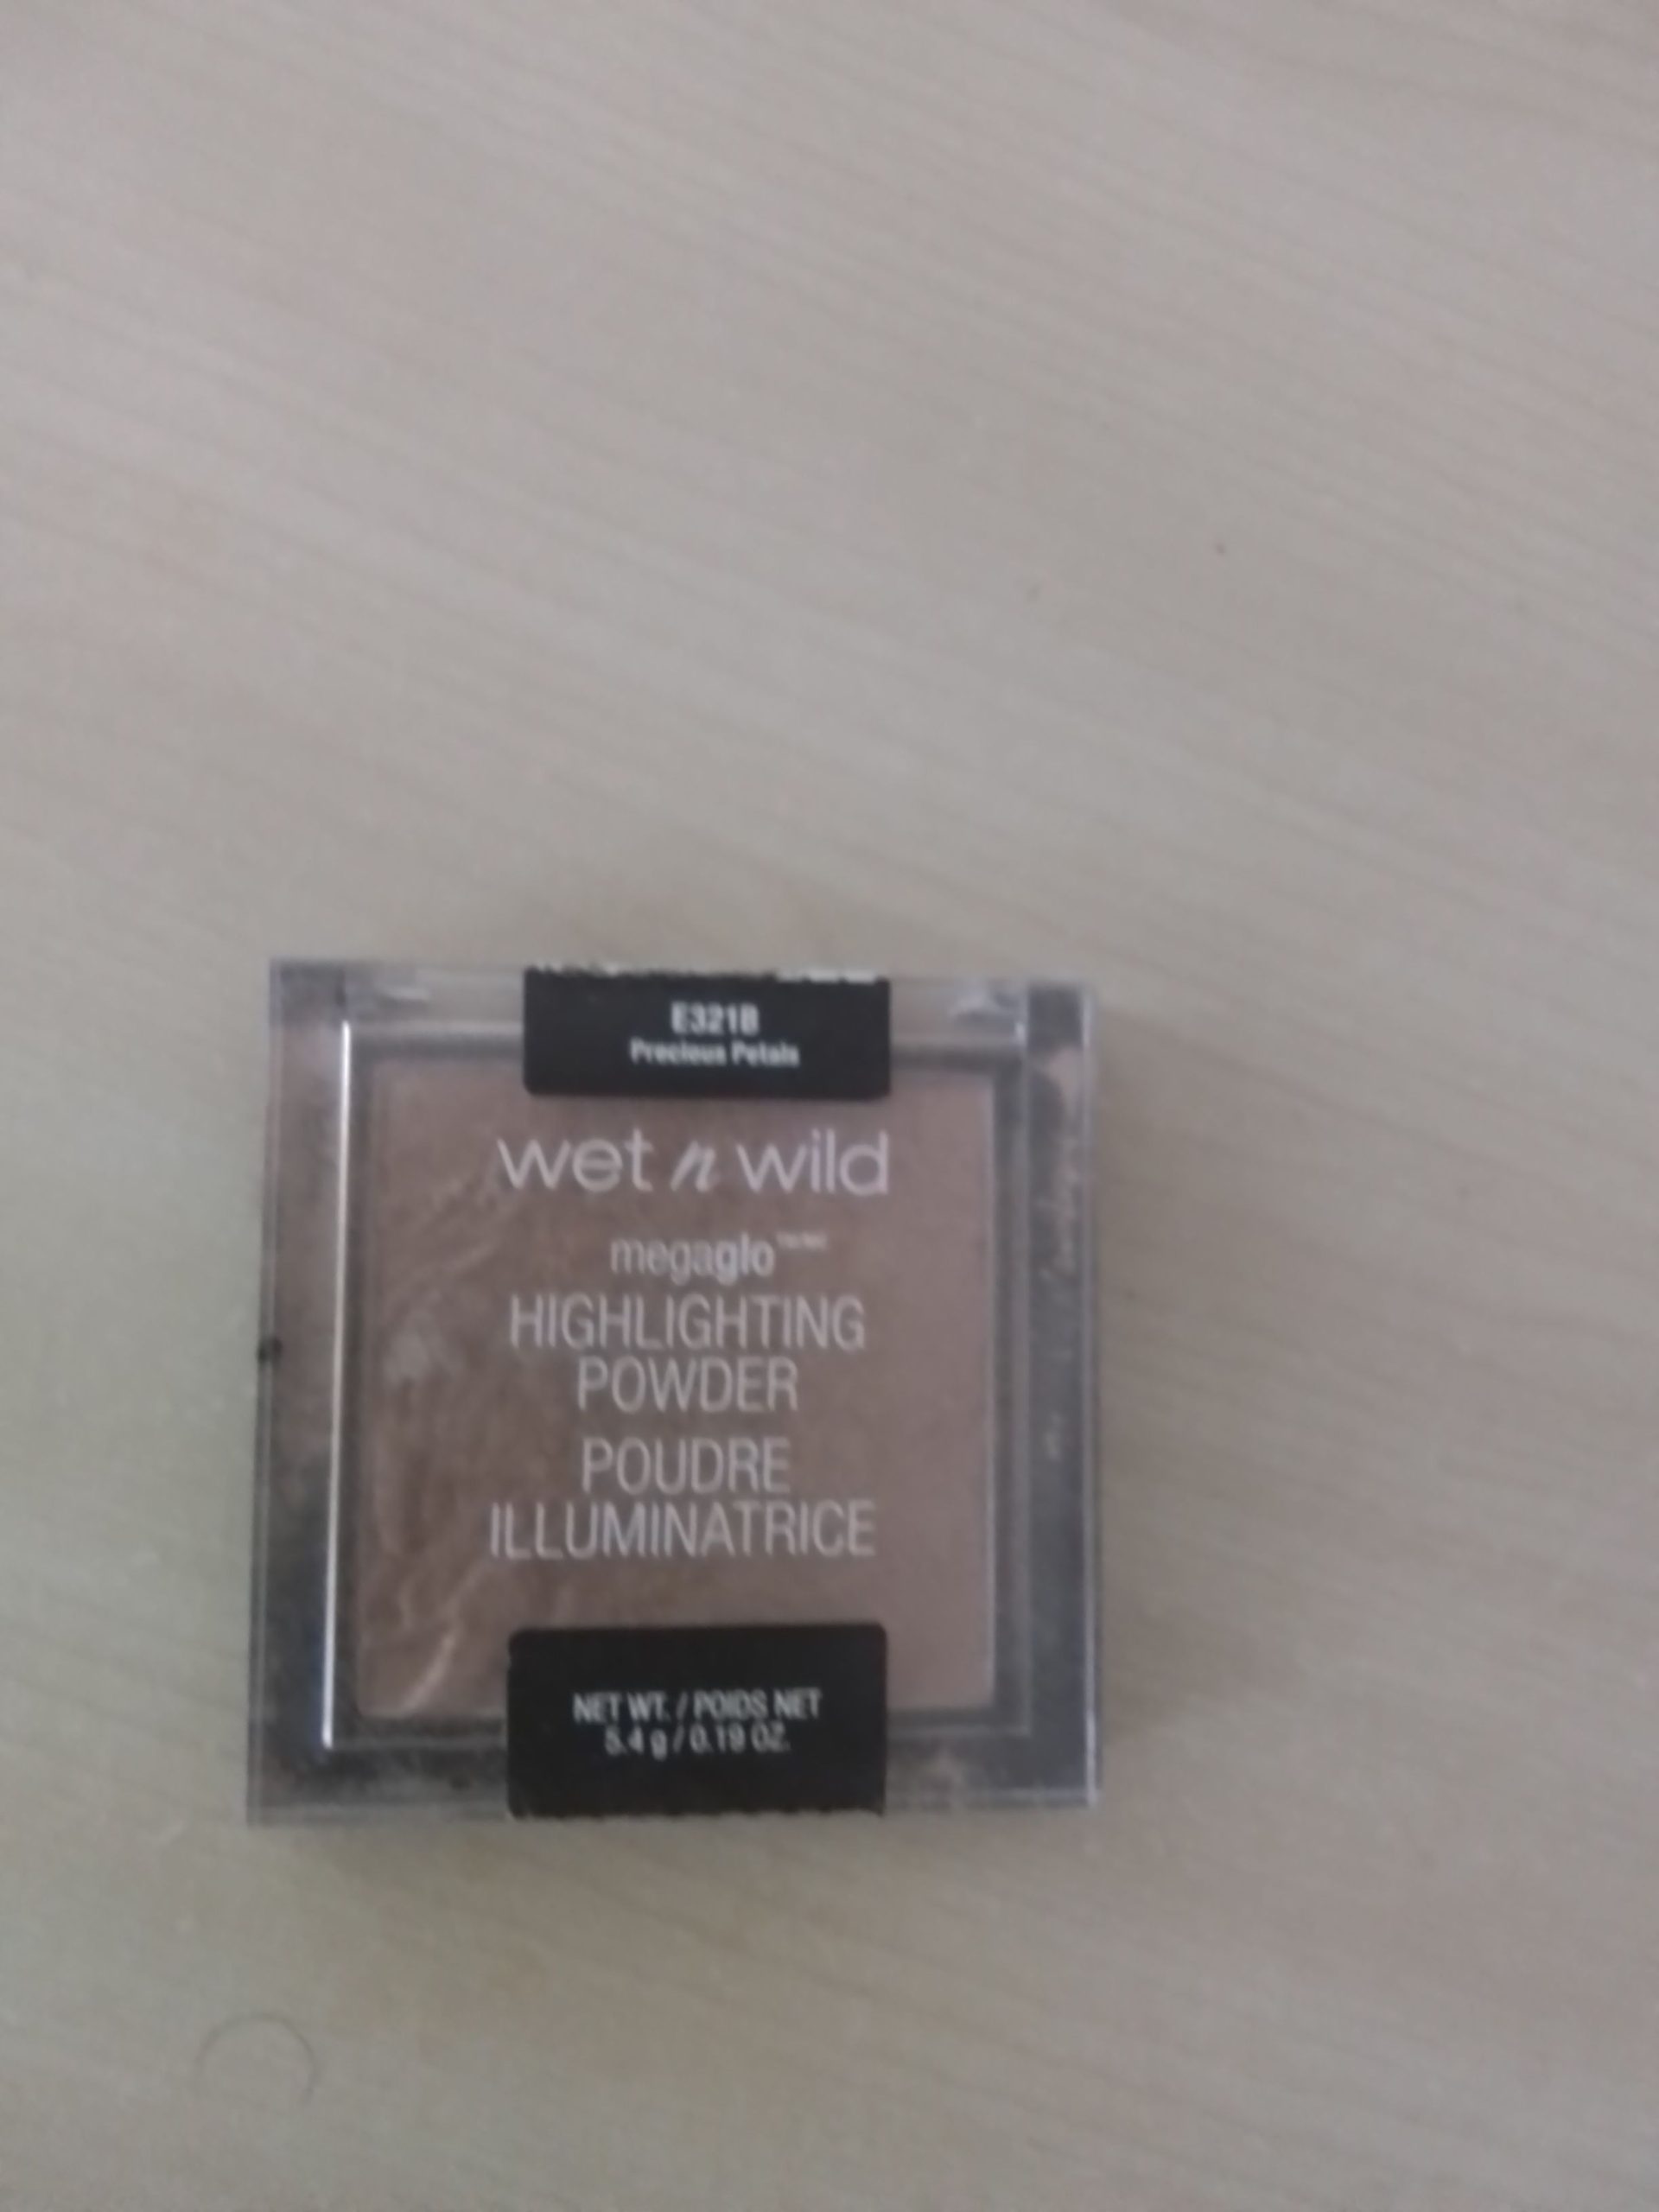 E321B
Precious Petals
wet n wild
megaglo
HIGHLIGHTING
POWDER
POUDRE
ILLUMINATRICE
NET WT. / POIDS NET
5.4 g / 0.19 OZ.